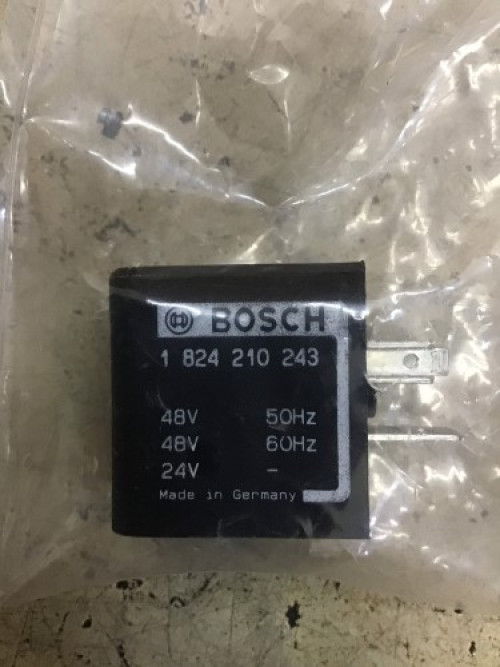 BOSCH
1 824 210 243
48V 50Hz
48V 60Hz
24V -
Made in Germany